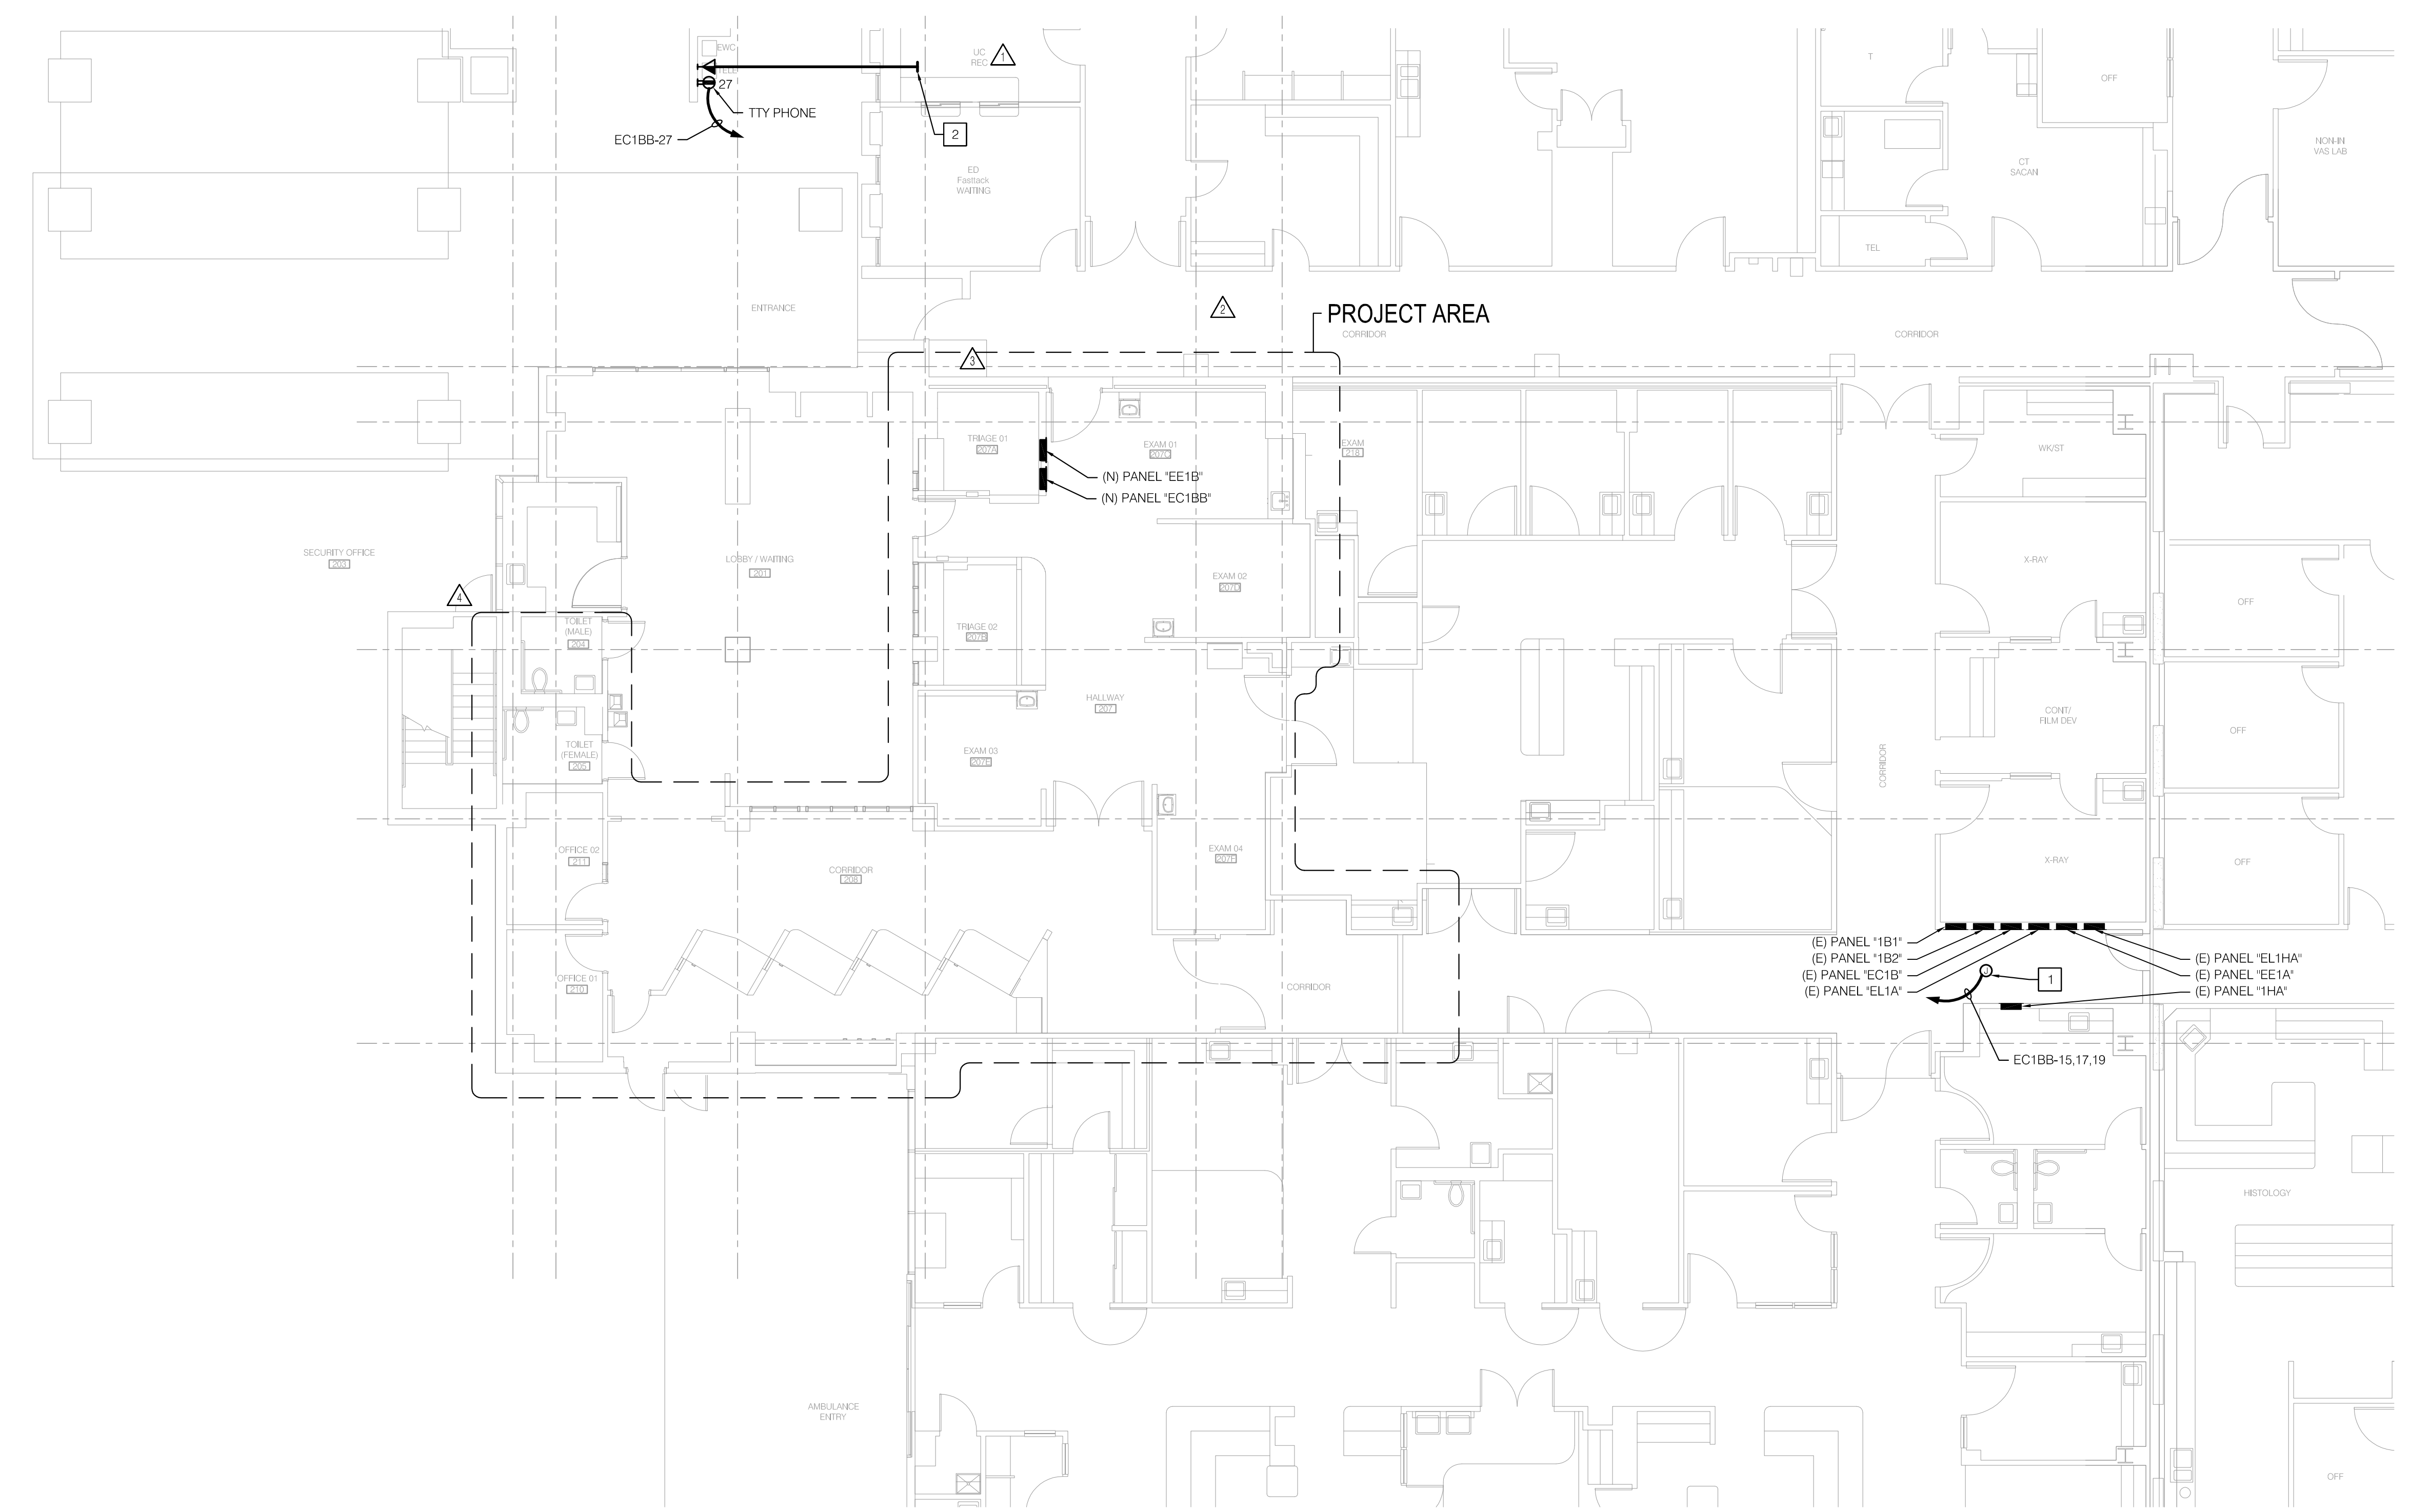 EWC
TELE
27
TTY PHONE
EC1BB-27
UC
REC
1
2
ED
Fasttack
WAITING
T
OFF
CT
SACAN
NON-IN
VAS LAB
TEL
ENTRANCE
2
PROJECT AREA
CORRIDOR
CORRIDOR
3
TRIAGE 01
207A
EXAM 01
207C
EXAM
218
WK/ST
(N) PANEL "EE1B"
(N) PANEL "EC1BB"
SECURITY OFFICE
203
LOBBY / WAITING
201
X-RAY
EXAM 02
207D
4
OFF
TOILET
(MALE)
204
TRIAGE 02
207B
HALLWAY
207
CONT/
FILM DEV
OFF
TOILET
(FEMALE)
205
EXAM 03
207E
CORRIDOR
OFFICE 02
211
EXAM 04
207F
X-RAY
OFF
CORRIDOR
208
(E) PANEL "1B1"
(E) PANEL "1B2"
(E) PANEL "EC1B"
(E) PANEL "EL1A"
(E) PANEL "EL1HA"
(E) PANEL "EE1A"
(E) PANEL "1HA"
J
1
OFFICE 01
210
CORRIDOR
EC1BB-15,17,19
HISTOLOGY
AMBULANCE
ENTRY
OFF